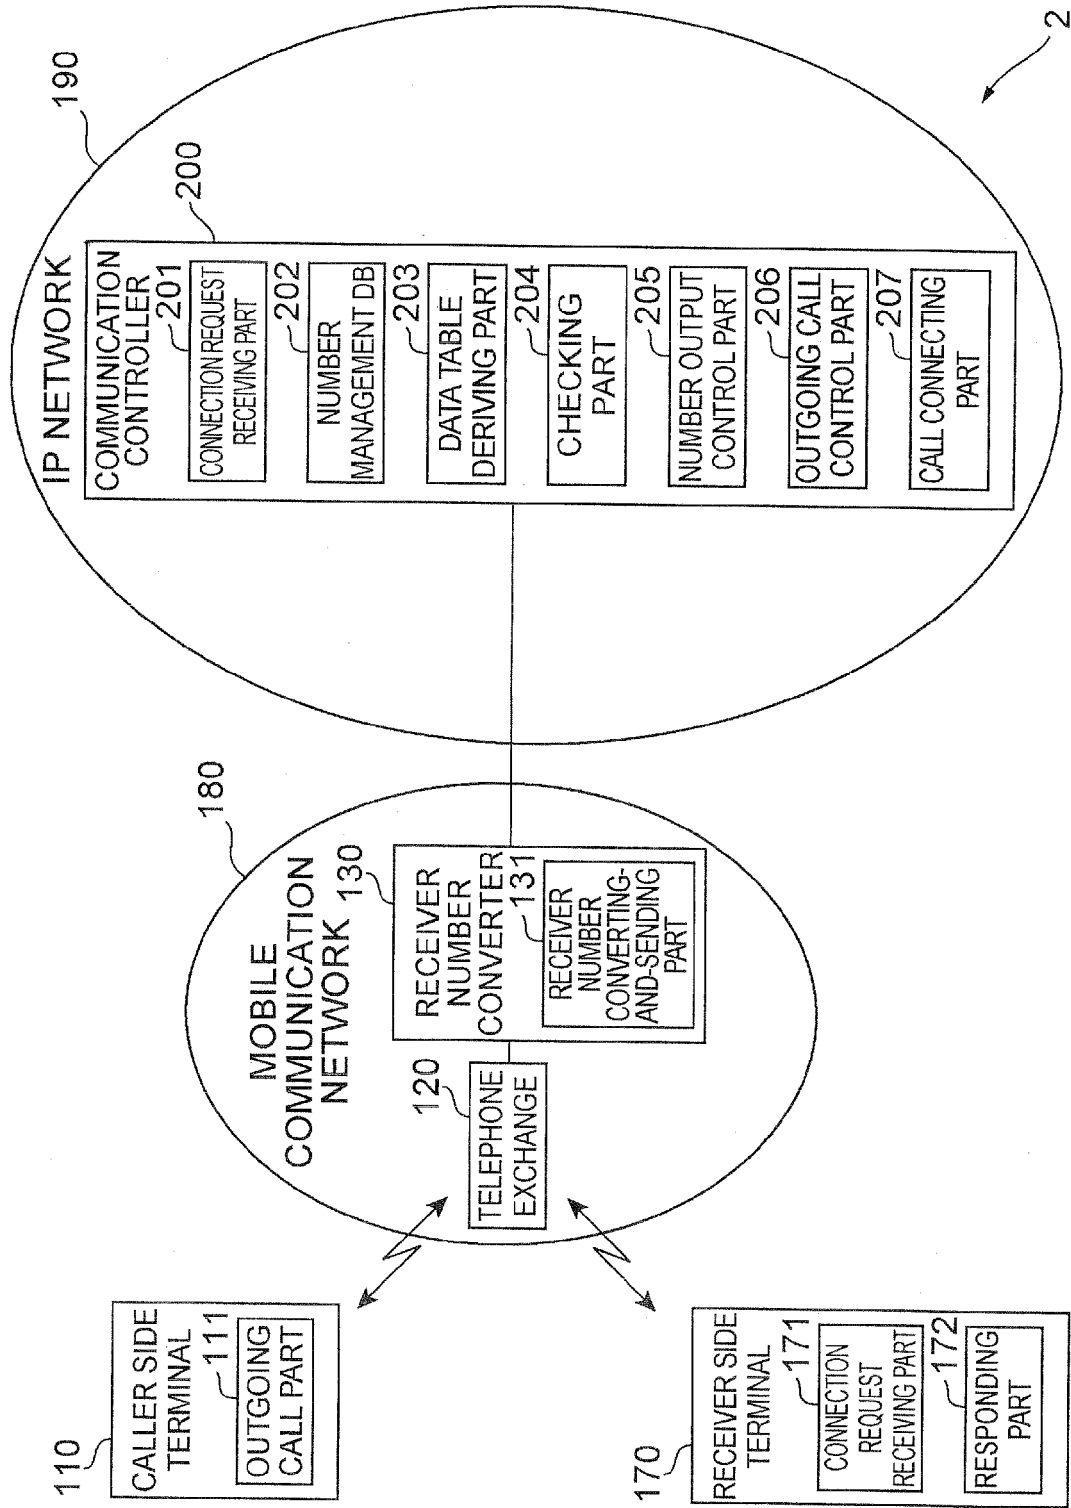 2
190
IP NETWORK
200
COMMUNICATION
CONTROLLER
201
CONNECTION REQUEST
RECEIVING PART
202
NUMBER
MANAGEMENT DB
203
DATA TABLE
DERIVING PART
204
CHECKING
PART
205
NUMBER OUTPUT
CONTROL PART
206
OUTGOING CALL
CONTROL PART
207
CALL CONNECTING
PART
180
MOBILE
COMMUNICATION
NETWORK
130
RECEIVER
NUMBER
CONVERTER
131
RECEIVER
NUMBER
CONVERTING-
AND-SENDING
PART
120
TELEPHONE
EXCHANGE
110
CALLER SIDE
TERMINAL
111
OUTGOING
CALL PART
170
RECEIVER SIDE
TERMINAL
171
CONNECTION
REQUEST
RECEIVING PART
172
RESPONDING
PART